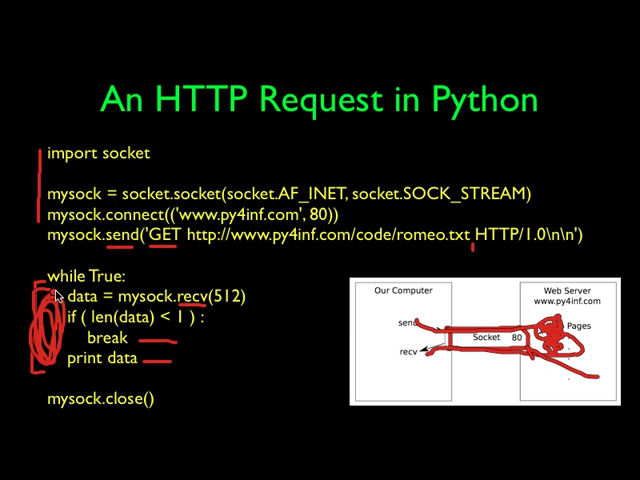 An HTTP Request in Python
import socket
mysock = socket.socket(socket.AF_INET, socket.SOCK_STREAM)
mysock.connect(('www.py4inf.com', 80))
mysock.send('GET http://www.py4inf.com/code/romeo.txt HTTP/1.0\n\n')
while True:
data = mysock.recv(512)
if ( len(data) < 1 ) :
break
print data
mysock.close()
Our Computer
Web Server
www.py4inf.com
send
Socket 80
Pages
recv